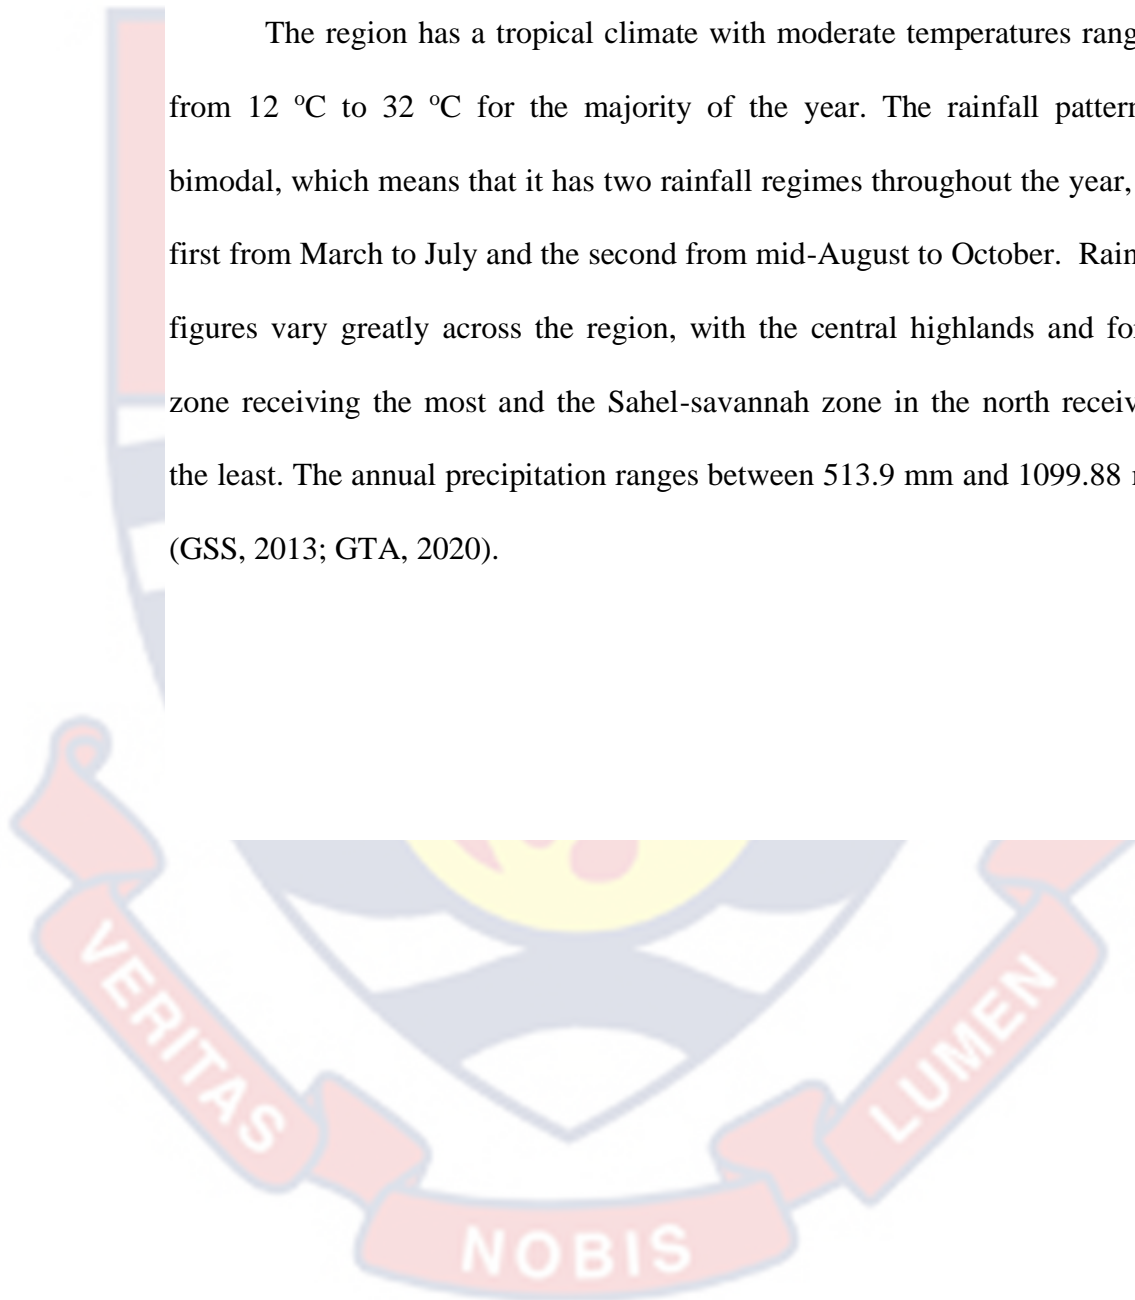 The region has a tropical climate with moderate temperatures rang
from 12 °C to 32 °C for the majority of the year. The rainfall pattern
bimodal, which means that it has two rainfall regimes throughout the year,
first from March to July and the second from mid-August to October. Rain
figures vary greatly across the region, with the central highlands and for
zone receiving the most and the Sahel-savannah zone in the north receiv
the least. The annual precipitation ranges between 513.9 mm and 1099.88
(GSS, 2013; GTA, 2020).
VERITAS
NOBIS
LUMEN